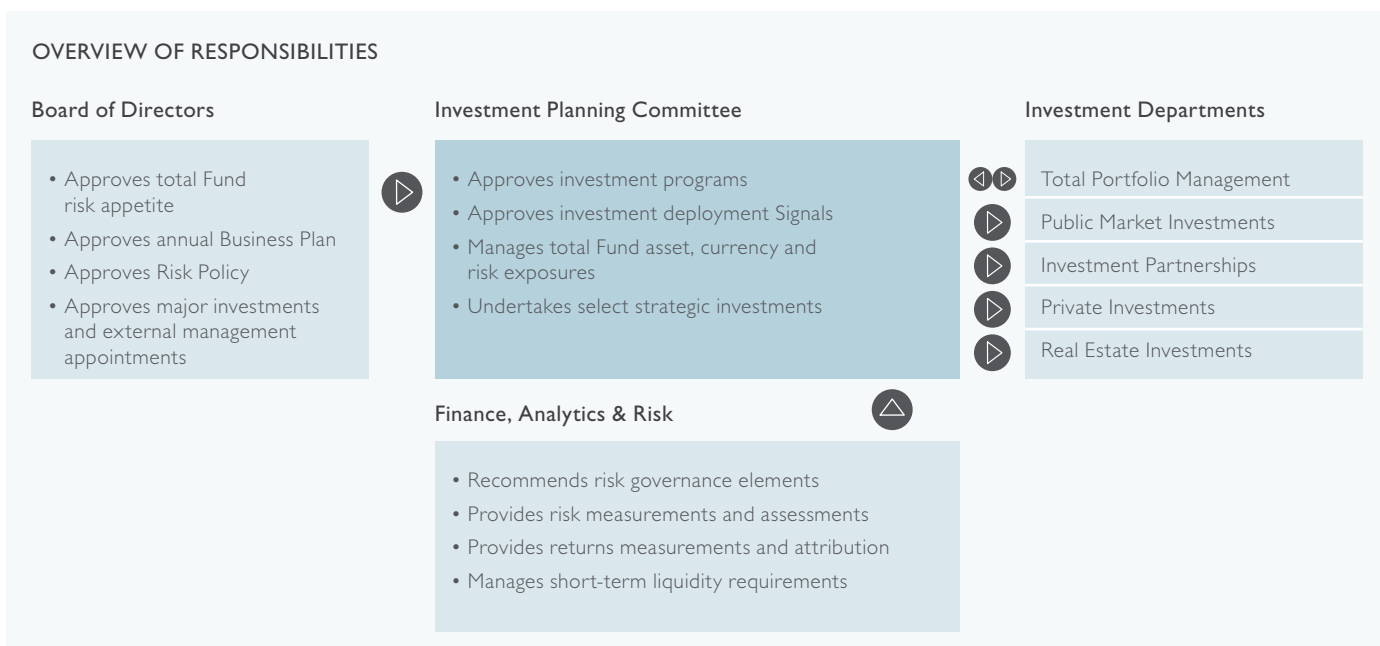 OVERVIEW OF RESPONSIBILITIES
Board of Directors
• Approves total Fund
risk appetite
• Approves annual Business Plan
• Approves Risk Policy
• Approves major investments
and external management
appointments
Investment Planning Committee
• Approves investment programs
• Approves investment deployment Signals
• Manages total Fund asset, currency and
risk exposures
• Undertakes select strategic investments
Investment Departments
Total Portfolio Management
Public Market Investments
Investment Partnerships
Private Investments
Real Estate Investments
Finance, Analytics & Risk
• Recommends risk governance elements
• Provides risk measurements and assessments
• Provides returns measurements and attribution
• Manages short-term liquidity requirements